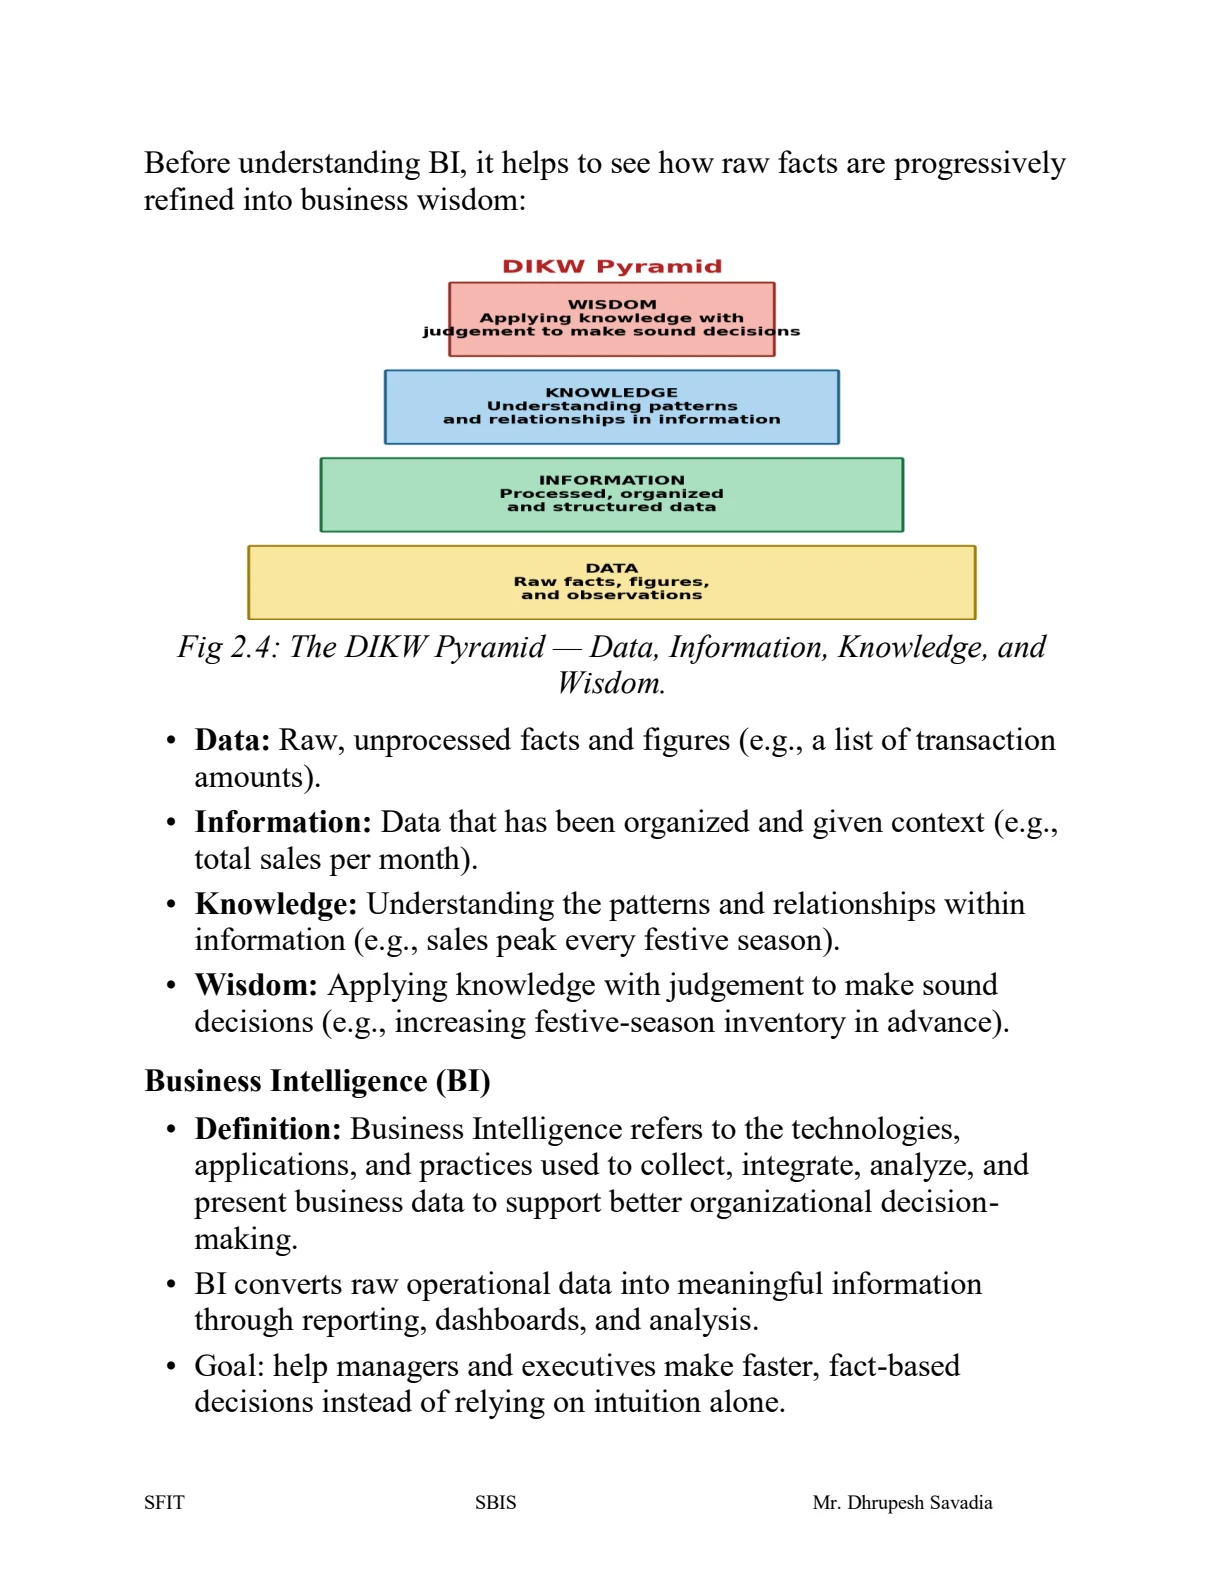 Before understanding BI, it helps to see how raw facts are progressively
refined into business wisdom:
DIKW Pyramid
WISDOM
Applying knowledge with
judgement to make sound decisions
KNOWLEDGE
Understanding patterns
and relationships in information
INFORMATION
Processed, organized
and structured data
DATA
Raw facts, figures,
and observations
Fig 2.4: The DIKW Pyramid — Data, Information, Knowledge, and
Wisdom.
• Data: Raw, unprocessed facts and figures (e.g., a list of transaction
amounts).
• Information: Data that has been organized and given context (e.g.,
total sales per month).
• Knowledge: Understanding the patterns and relationships within
information (e.g., sales peak every festive season).
• Wisdom: Applying knowledge with judgement to make sound
decisions (e.g., increasing festive-season inventory in advance).
Business Intelligence (BI)
• Definition: Business Intelligence refers to the technologies,
applications, and practices used to collect, integrate, analyze, and
present business data to support better organizational decision-
making.
• BI converts raw operational data into meaningful information
through reporting, dashboards, and analysis.
• Goal: help managers and executives make faster, fact-based
decisions instead of relying on intuition alone.
SFIT SBIS Mr. Dhrupesh Savadia